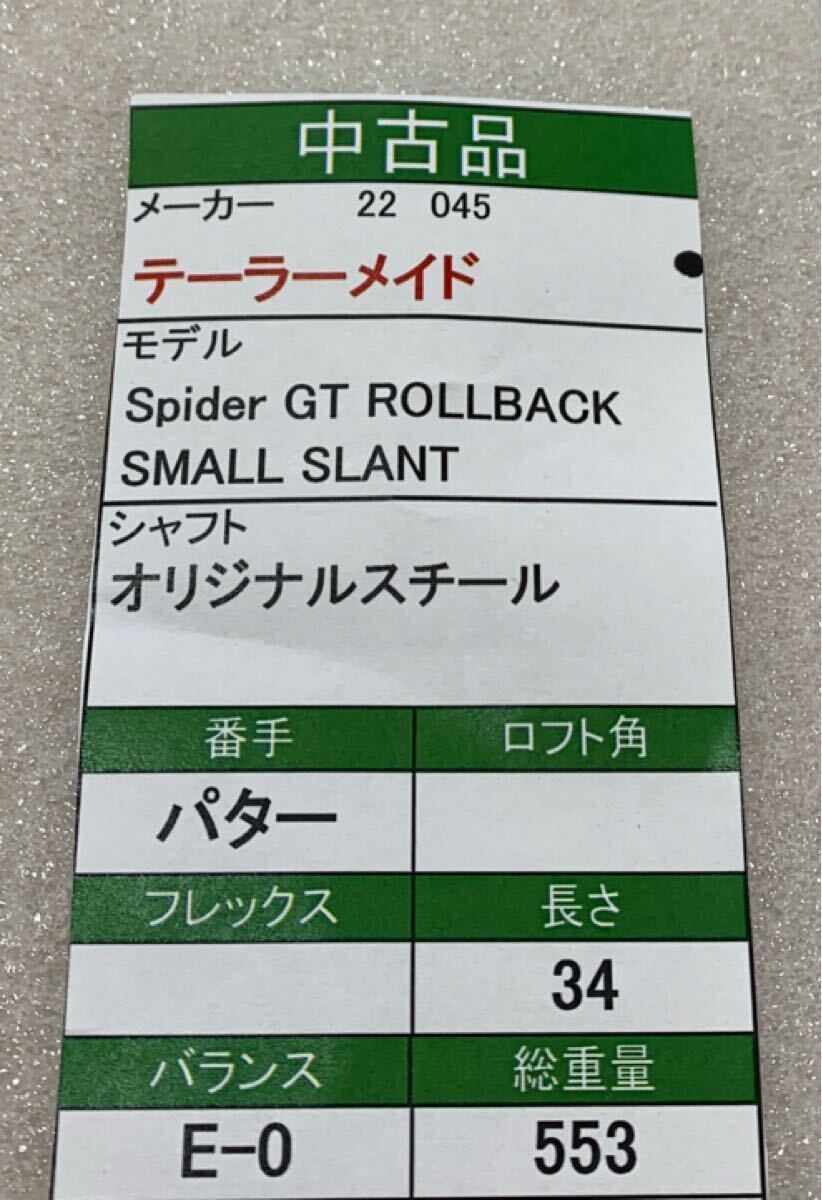 中古品
メーカー 22 045
テーラーメイド
モデル
Spider GT ROLLBACK
SMALL SLANT
シャフト
オリジナルスチール
番手 ロフト角
パター
フレックス 長さ
34
バランス 総重量
E-0 553